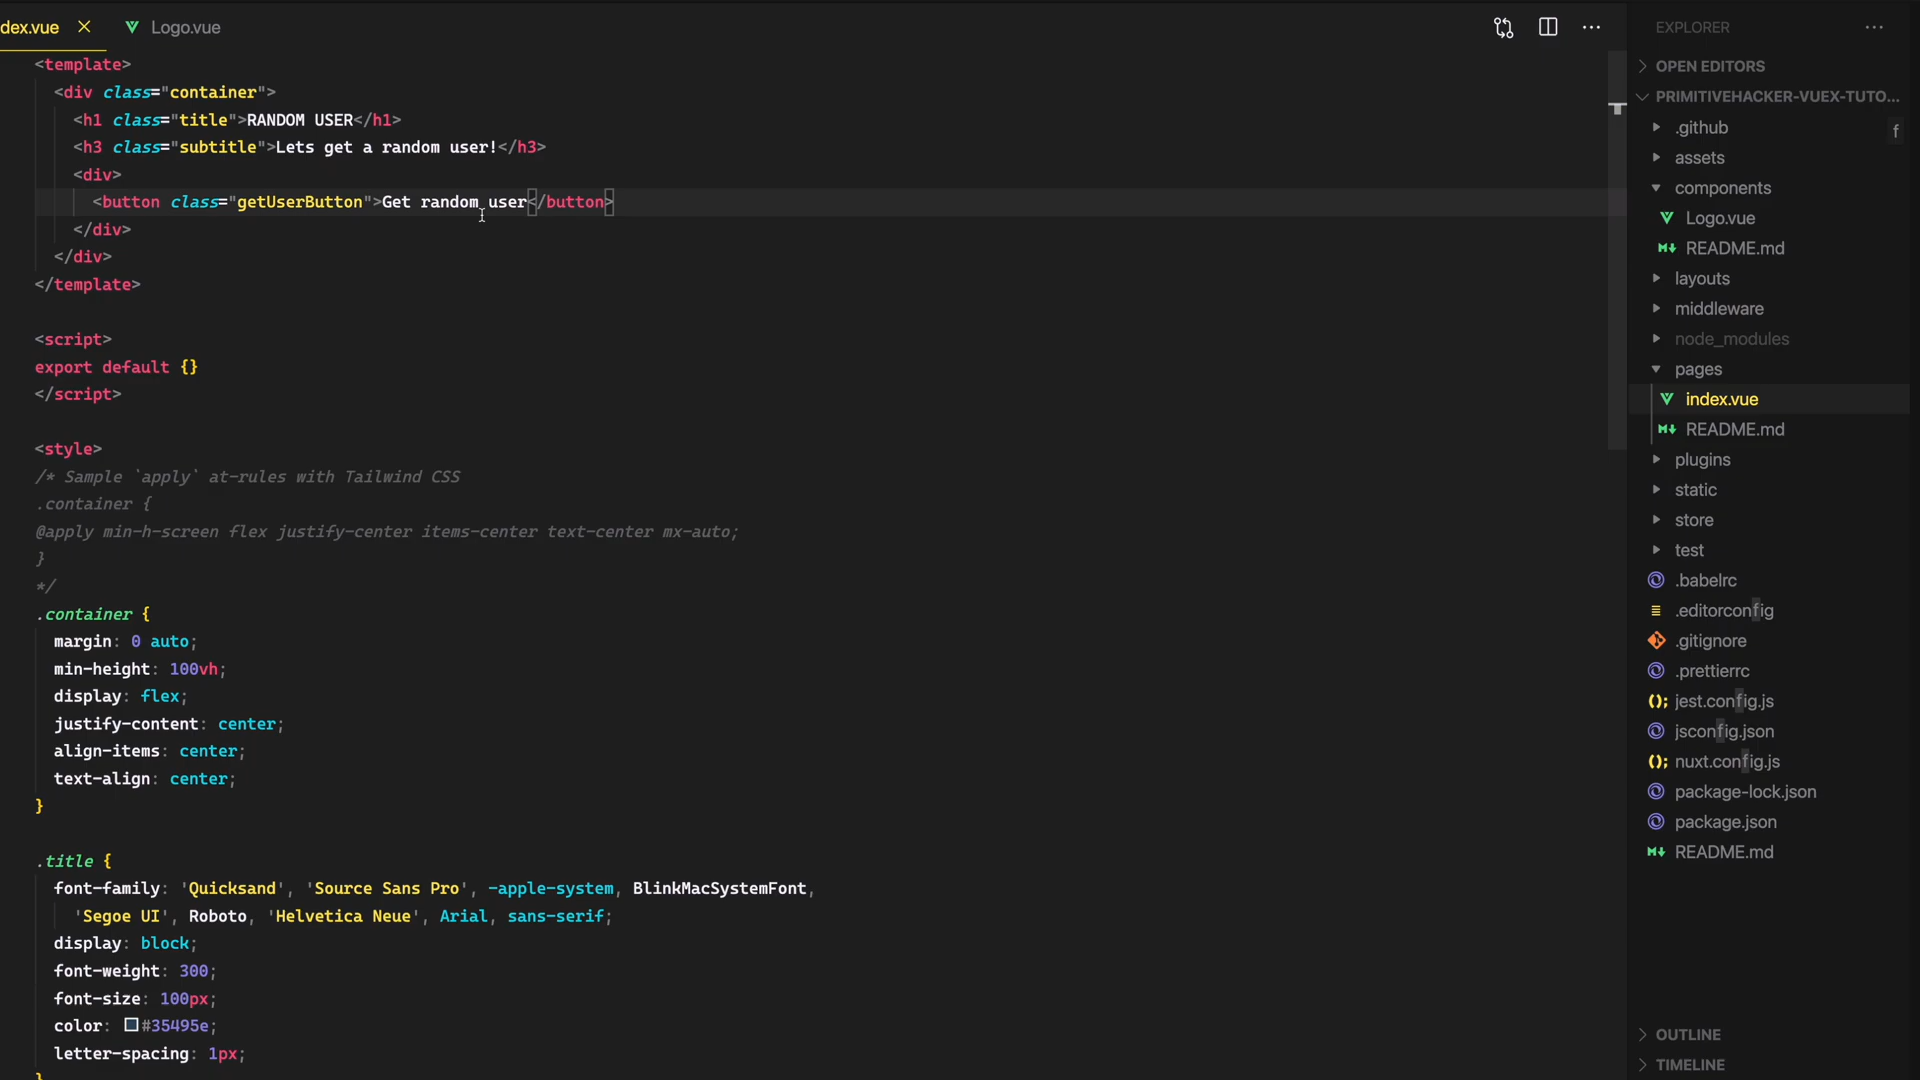 dex.vue
Logo.vue
<template>
<div class="container">
<h1 class="title">RANDOM USER</h1>
<h3 class="subtitle">Lets get a random user!</h3>
<div>
<button class="getUserButton">Get random user</button>
</div>
</div>
</template>
<script>
export default {}
</script>
<style>
/* Sample `apply` at-rules with Tailwind CSS
.container {
@apply min-h-screen flex justify-center items-center text-center mx-auto;
}
*/
.container {
margin: 0 auto;
min-height: 100vh;
display: flex;
justify-content: center;
align-items: center;
text-align: center;
}
.title {
font-family: 'Quicksand', 'Source Sans Pro', -apple-system, BlinkMacSystemFont,
'Segoe UI', Roboto, 'Helvetica Neue', Arial, sans-serif;
display: block;
font-weight: 300;
font-size: 100px;
color: #35495e;
letter-spacing: 1px;
}
EXPLORER
OPEN EDITORS
PRIMITIVEHACKER-VUEX-TUTO...
.github
f
assets
components
Logo.vue
README.md
layouts
middleware
node_modules
pages
index.vue
README.md
plugins
static
store
test
.babelrc
.editorconfig
.gitignore
.prettierrc
jest.config.js
jsconfig.json
nuxt.config.js
package-lock.json
package.json
README.md
OUTLINE
TIMELINE